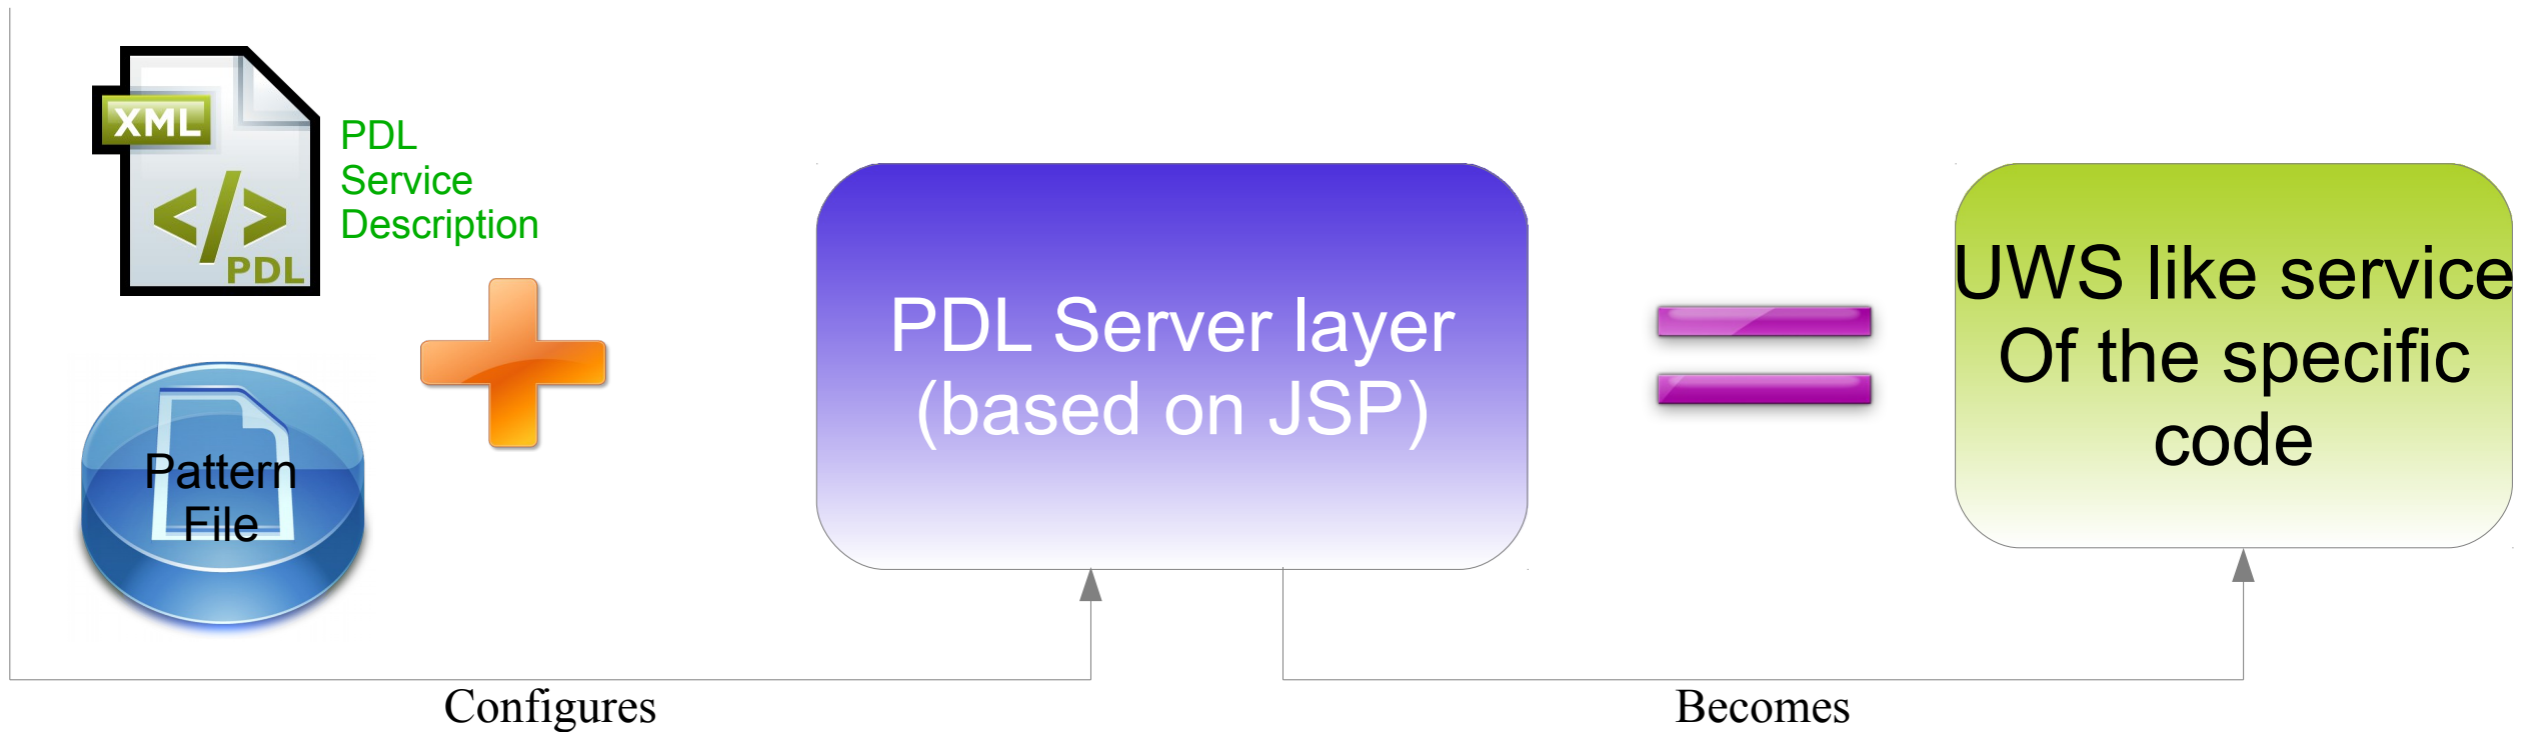 XML
</>
PDL
PDL
Service
Description
Pattern
File
PDL Server layer
(based on JSP)
UWS like service
Of the specific
code
Configures
Becomes